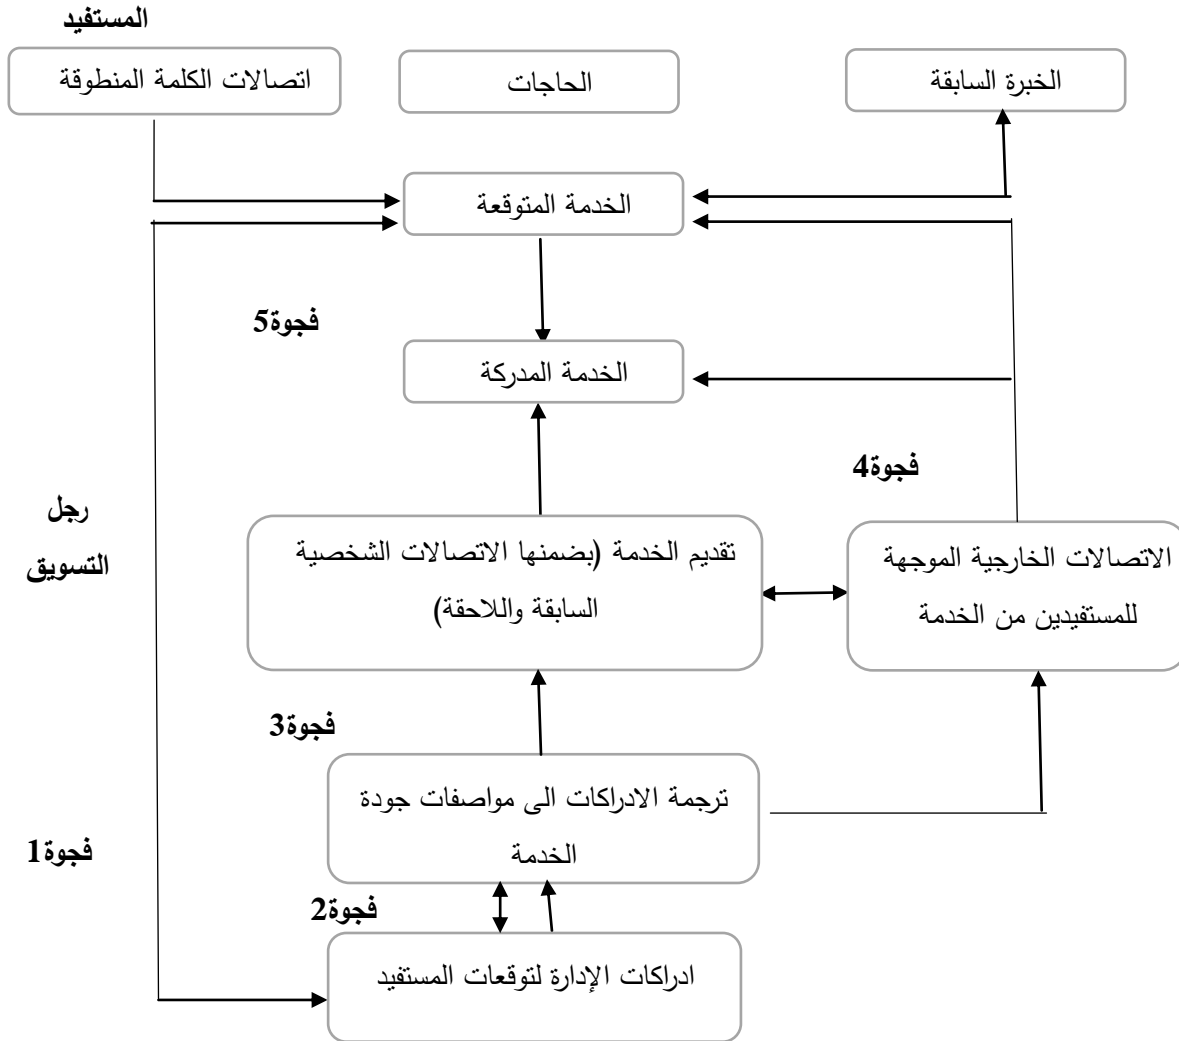 المستفيد
الخبرة السابقة
الحاجات
اتصالات الكلمة المنطوقة
الخدمة المتوقعة
فجوة5
الخدمة المدركة
فجوة4
رجل
التسويق
الاتصالات الخارجية الموجهة
للمستفيدين من الخدمة
تقديم الخدمة (بضمنها الاتصالات الشخصية
السابقة واللاحقة)
فجوة3
ترجمة الادراكات الى مواصفات جودة
الخدمة
فجوة1
فجوة2
ادراكات الإدارة لتوقعات المستفيد